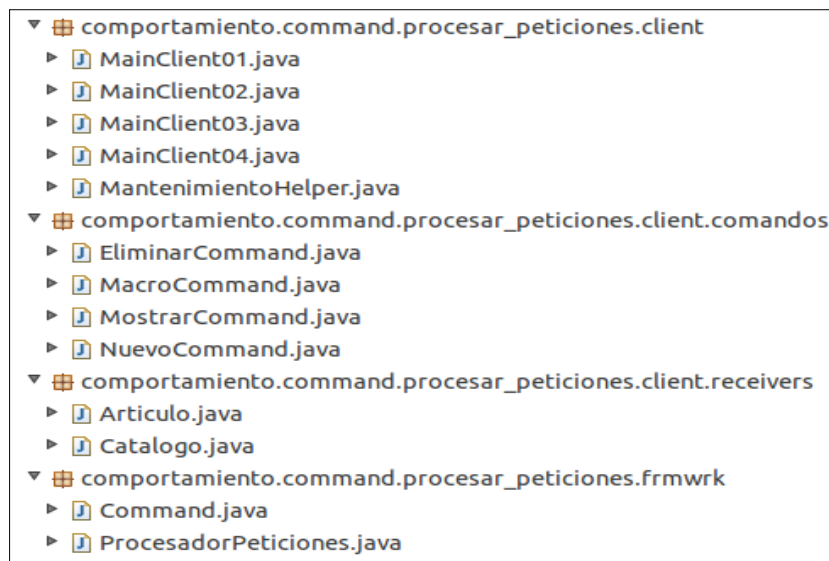 comportamiento.command.procesar_peticiones.client
MainClient01.java
MainClient02.java
MainClient03.java
MainClient04.java
MantenimientoHelper.java
comportamiento.command.procesar_peticiones.client.comandos
EliminarCommand.java
MacroCommand.java
MostrarCommand.java
NuevoCommand.java
comportamiento.command.procesar_peticiones.client.receivers
Articulo.java
Catalogo.java
comportamiento.command.procesar_peticiones.frmwrk
Command.java
ProcesadorPeticiones.java